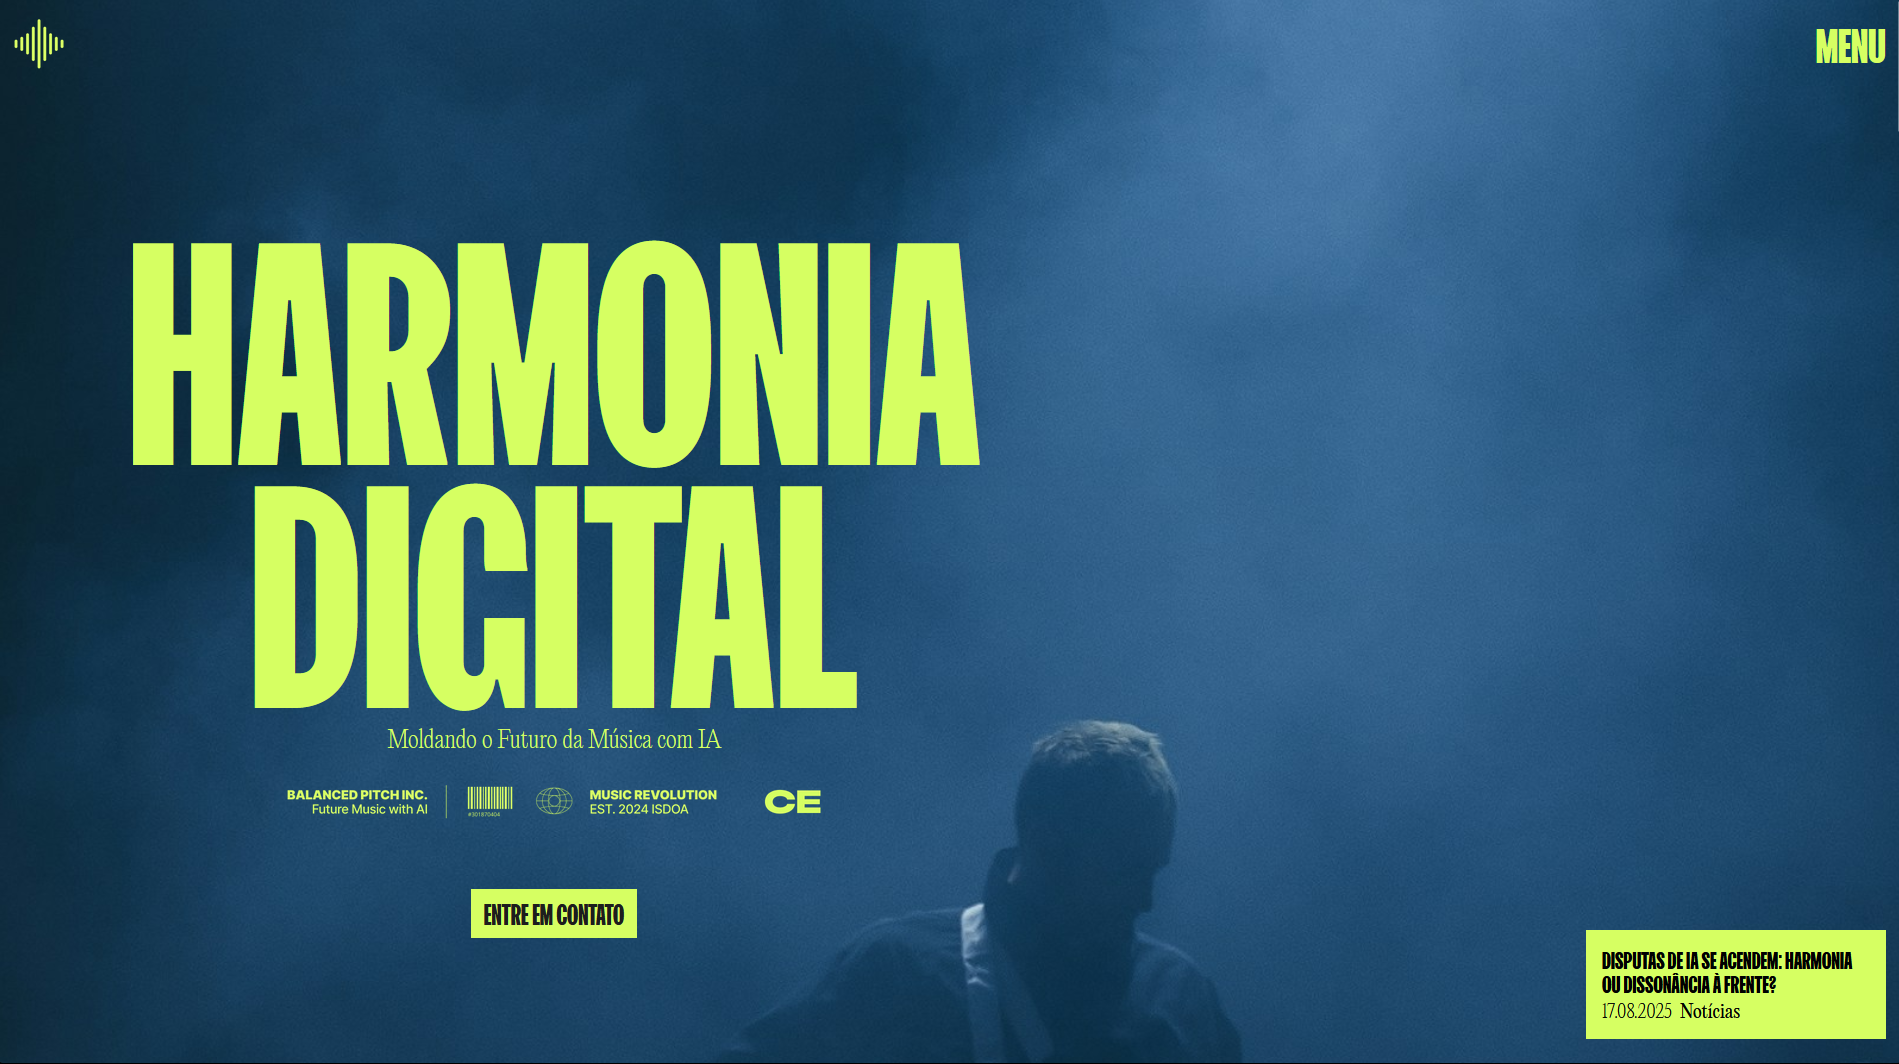 MENU
HARMONIA
DIGITAL
Moldando o Futuro da Música com IA
BALANCED PITCH INC.
Future Music with AI
#301870404
MUSIC REVOLUTION
EST. 2024 ISDOA
CE
ENTRE EM CONTATO
DISPUTAS DE IA SE ACENDEM: HARMONIA
OU DISSONÂNCIA À FRENTE?
17.08.2025 Notícias